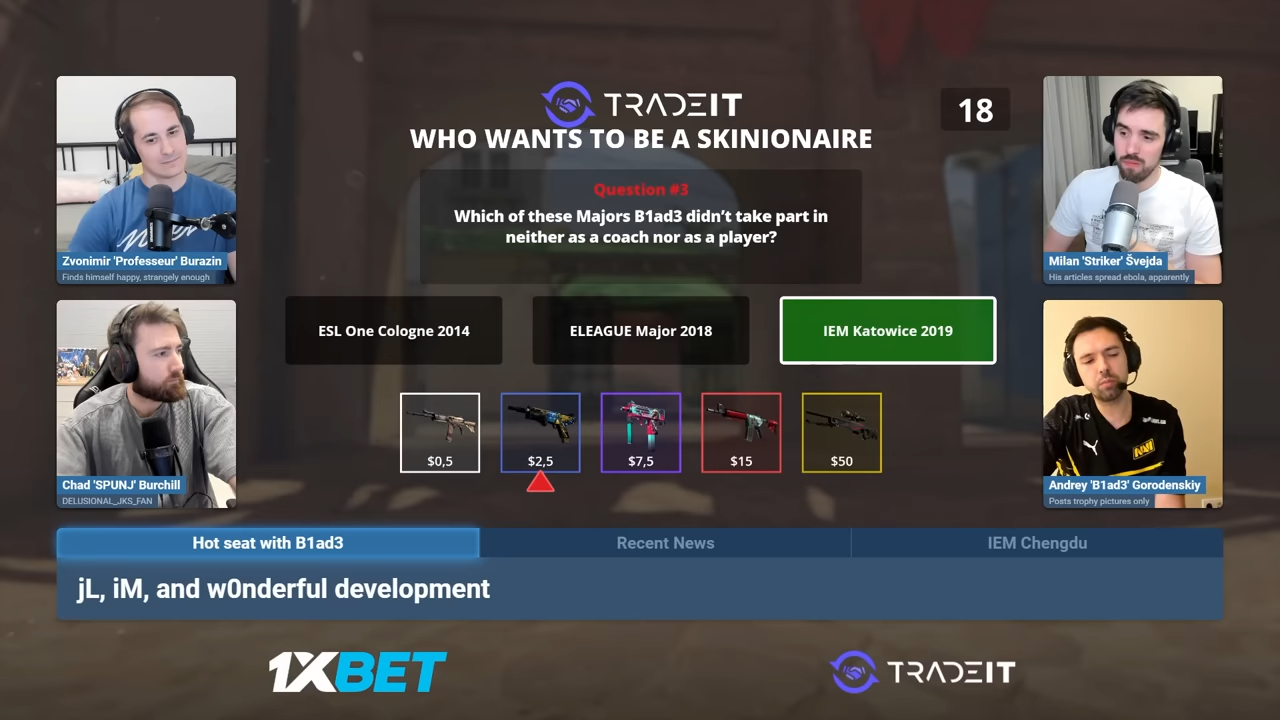 TRADEIT
WHO WANTS TO BE A SKINIONAIRE
18
Question #3
Which of these Majors B1ad3 didn’t take part in
neither as a coach nor as a player?
ESL One Cologne 2014
ELEAGUE Major 2018
IEM Katowice 2019
$0,5
$2,5
$7,5
$15
$50
Zvonimir 'Professeur' Burazin
Finds himself happy, strangely enough
Milan 'Striker' Švejda
His articles spread ebola, apparently
Chad 'SPUNJ' Burchill
DELUSIONAL_JKS_FAN
Andrey 'B1ad3' Gorodenskiy
Posts trophy pictures only
Hot seat with B1ad3
Recent News
IEM Chengdu
jL, iM, and w0nderful development
1XBET
TRADEIT